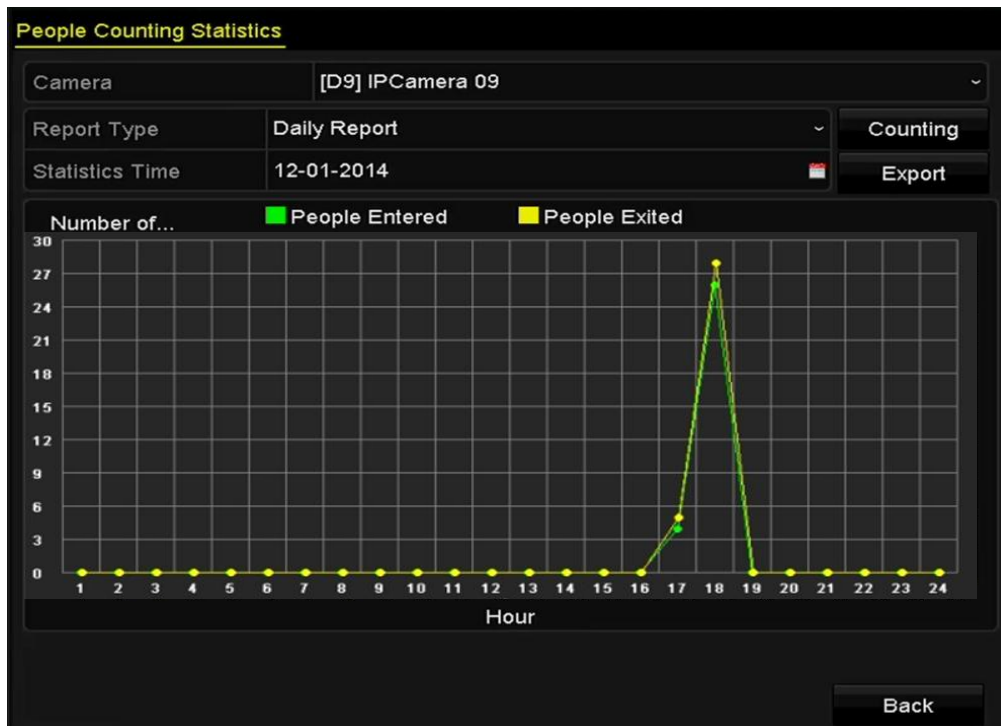 People Counting Statistics
Camera [D9] IPCamera 09
Report Type Daily Report Counting
Statistics Time 12-01-2014 Export
Number of... People Entered People Exited
30
27
24
21
18
15
12
9
6
3
0
1 2 3 4 5 6 7 8 9 10 11 12 13 14 15 16 17 18 19 20 21 22 23 24
Hour
Back